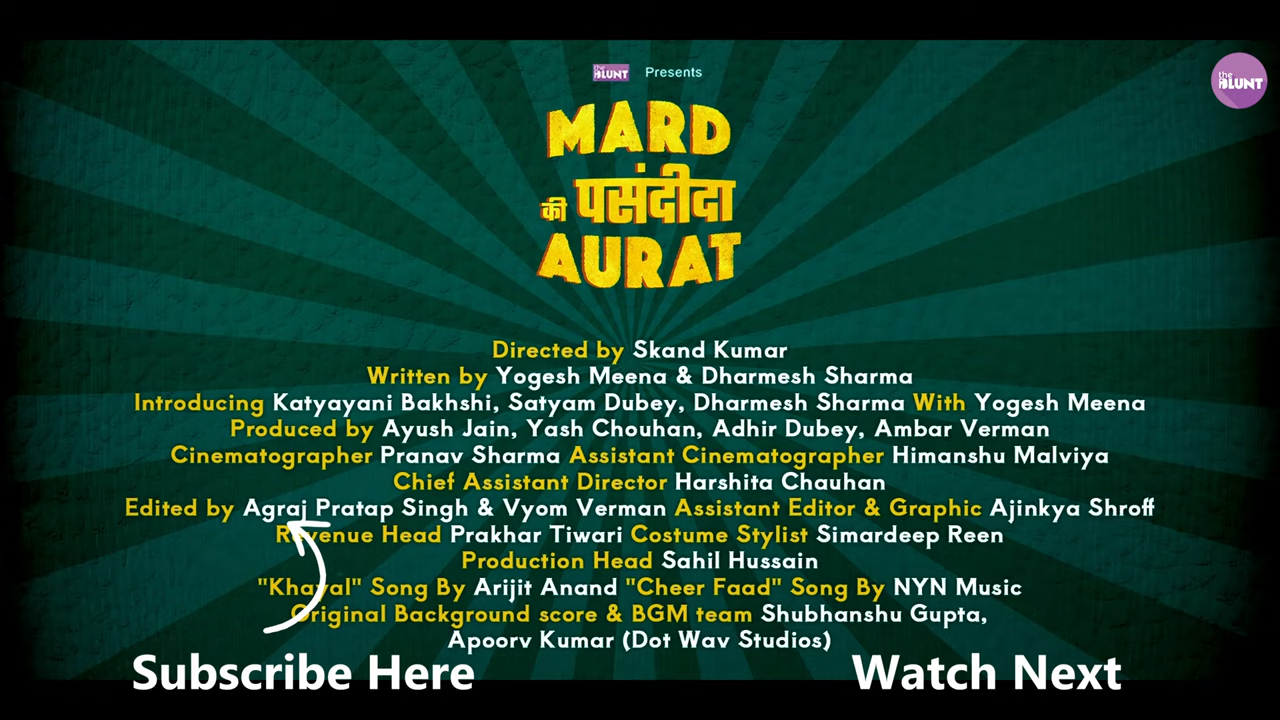 the BLUNT Presents
the BLUNT
MARD
की पसंदीदा
AURAT
Directed by Skand Kumar
Written by Yogesh Meena & Dharmesh Sharma
Introducing Katyayani Bakhshi, Satyam Dubey, Dharmesh Sharma With Yogesh Meena
Produced by Ayush Jain, Yash Chouhan, Adhir Dubey, Ambar Verman
Cinematographer Pranav Sharma Assistant Cinematographer Himanshu Malviya
Chief Assistant Director Harshita Chauhan
Edited by Agraj Pratap Singh & Vyom Verman Assistant Editor & Graphic Ajinkya Shroff
Revenue Head Prakhar Tiwari Costume Stylist Simardeep Reen
Production Head Sahil Hussain
"Khayal" Song By Arijit Anand "Cheer Faad" Song By NYN Music
Original Background score & BGM team Shubhanshu Gupta,
Apoorv Kumar (Dot Wav Studios)
Subscribe Here
Watch Next